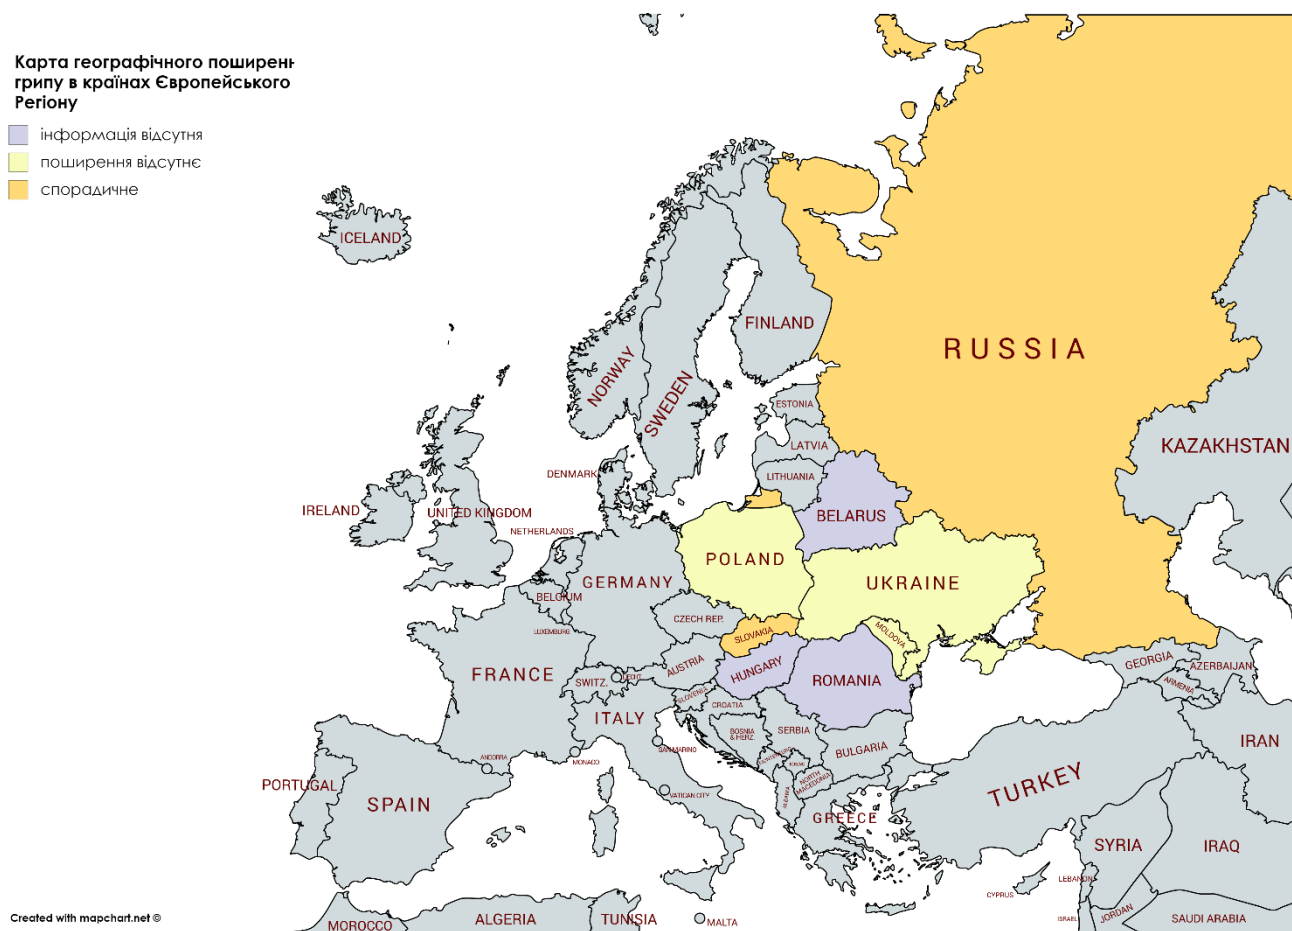 Карта географічного поширенн
грипу в країнах Європейського
Регіону
інформація відсутня
поширення відсутнє
спорадичне
ICELAND
NORWAY
SWEDEN
FINLAND
RUSSIA
ESTONIA
LATVIA
LITHUANIA
KAZAKHSTAN
DENMARK
IRELAND
UNITED KINGDOM
NETHERLANDS
BELARUS
POLAND
GERMANY
UKRAINE
BELGIUM
LUXEMBURG
CZECH REP.
SLOVAKIA
MOLDOVA
FRANCE
SWITZ.
LECHT.
AUSTRIA
HUNGARY
ROMANIA
GEORGIA
AZERBAIJAN
ARMENIA
SLOVENIA
CROATIA
ITALY
BOSNIA
& HERZ.
SERBIA
BULGARIA
SAN MARINO
ANDORRA
MONACO
NORTH
MACEDONIA
IRAN
PORTUGAL
SPAIN
VATICAN CITY
ALBANIA
GREECE
TURKEY
SYRIA
IRAQ
LEBANON
CYPRUS
ISRAEL
JORDAN
SAUDI ARABIA
MOROCCO
ALGERIA
TUNISIA
MALTA
Created with mapchart.net ©